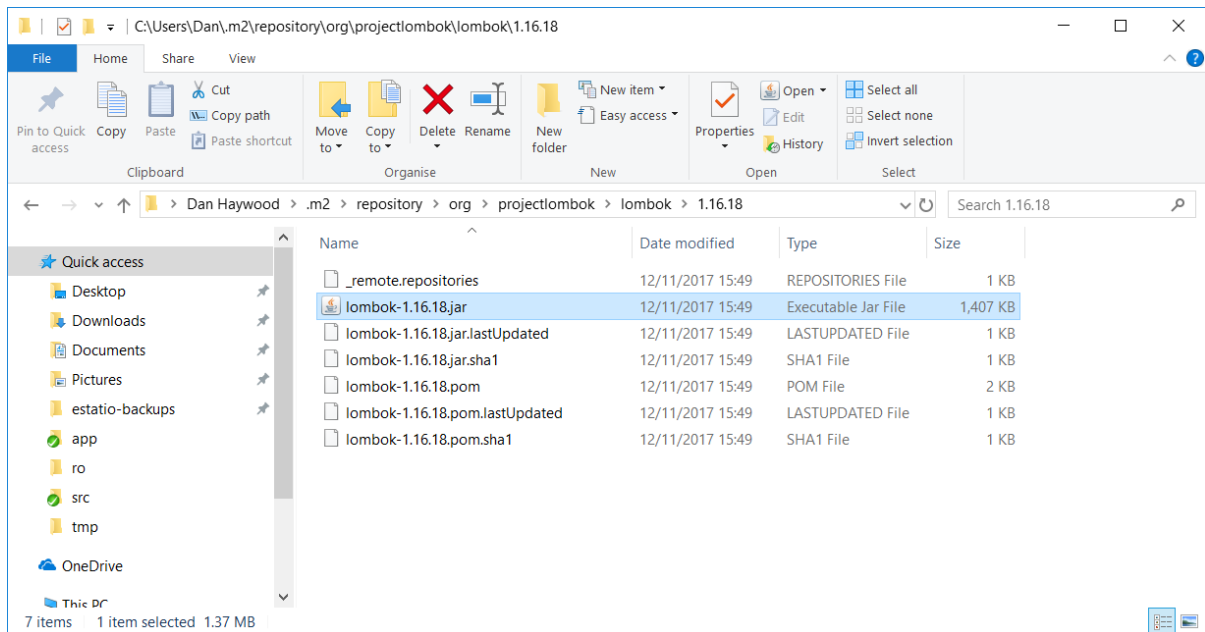 C:\Users\Dan\.m2\repository\org\projectlombok\lombok\1.16.18
File Home Share View
Pin to Quick access
Copy
Paste
Cut
Copy path
Paste shortcut
Clipboard
Move to
Copy to
Delete
Rename
Organise
New folder
New item
Easy access
New
Properties
Open
Edit
History
Open
Select all
Select none
Invert selection
Select
Dan Haywood > .m2 > repository > org > projectlombok > lombok > 1.16.18
Search 1.16.18
Quick access
Desktop
Downloads
Documents
Pictures
estatio-backups
app
ro
src
tmp
OneDrive
This PC
Name Date modified Type Size
_remote.repositories 12/11/2017 15:49 REPOSITORIES File 1 KB
lombok-1.16.18.jar 12/11/2017 15:49 Executable Jar File 1,407 KB
lombok-1.16.18.jar.lastUpdated 12/11/2017 15:49 LASTUPDATED File 1 KB
lombok-1.16.18.jar.sha1 12/11/2017 15:49 SHA1 File 1 KB
lombok-1.16.18.pom 12/11/2017 15:49 POM File 2 KB
lombok-1.16.18.pom.lastUpdated 12/11/2017 15:49 LASTUPDATED File 1 KB
lombok-1.16.18.pom.sha1 12/11/2017 15:49 SHA1 File 1 KB
7 items 1 item selected 1.37 MB